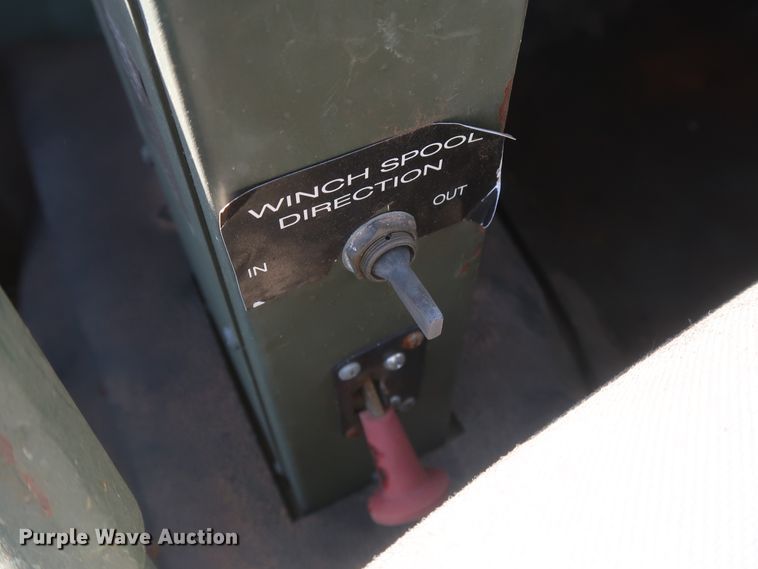 WINCH SPOOL
DIRECTION
IN
OUT
Purple Wave Auction